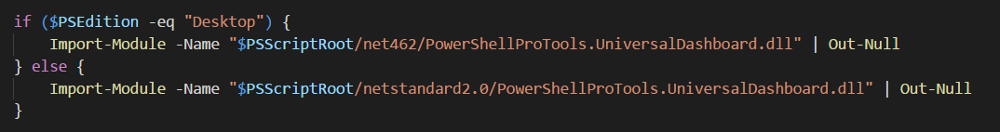 if ($PSEdition -eq "Desktop") {
    Import-Module -Name "$PSScriptRoot/net462/PowerShellProTools.UniversalDashboard.dll" | Out-Null
} else {
    Import-Module -Name "$PSScriptRoot/netstandard2.0/PowerShellProTools.UniversalDashboard.dll" | Out-Null
}